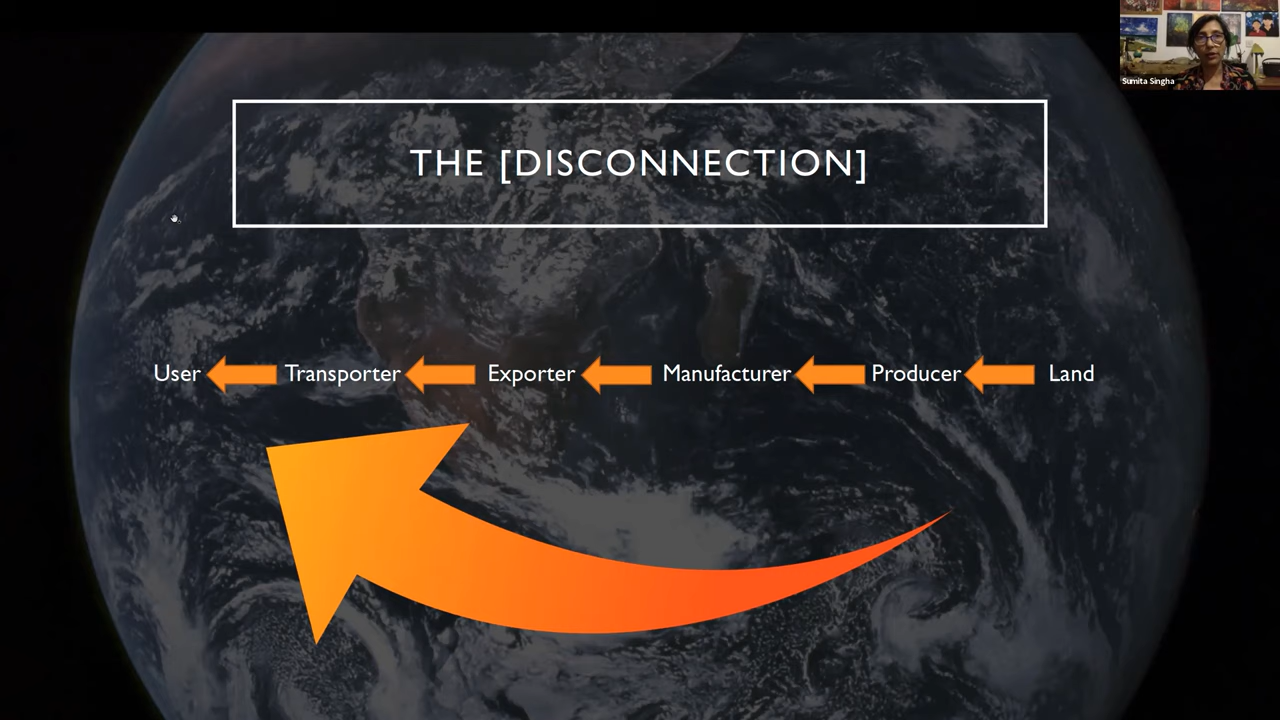 Sumita Singha
THE [DISCONNECTION]
User Transporter Exporter Manufacturer Producer Land